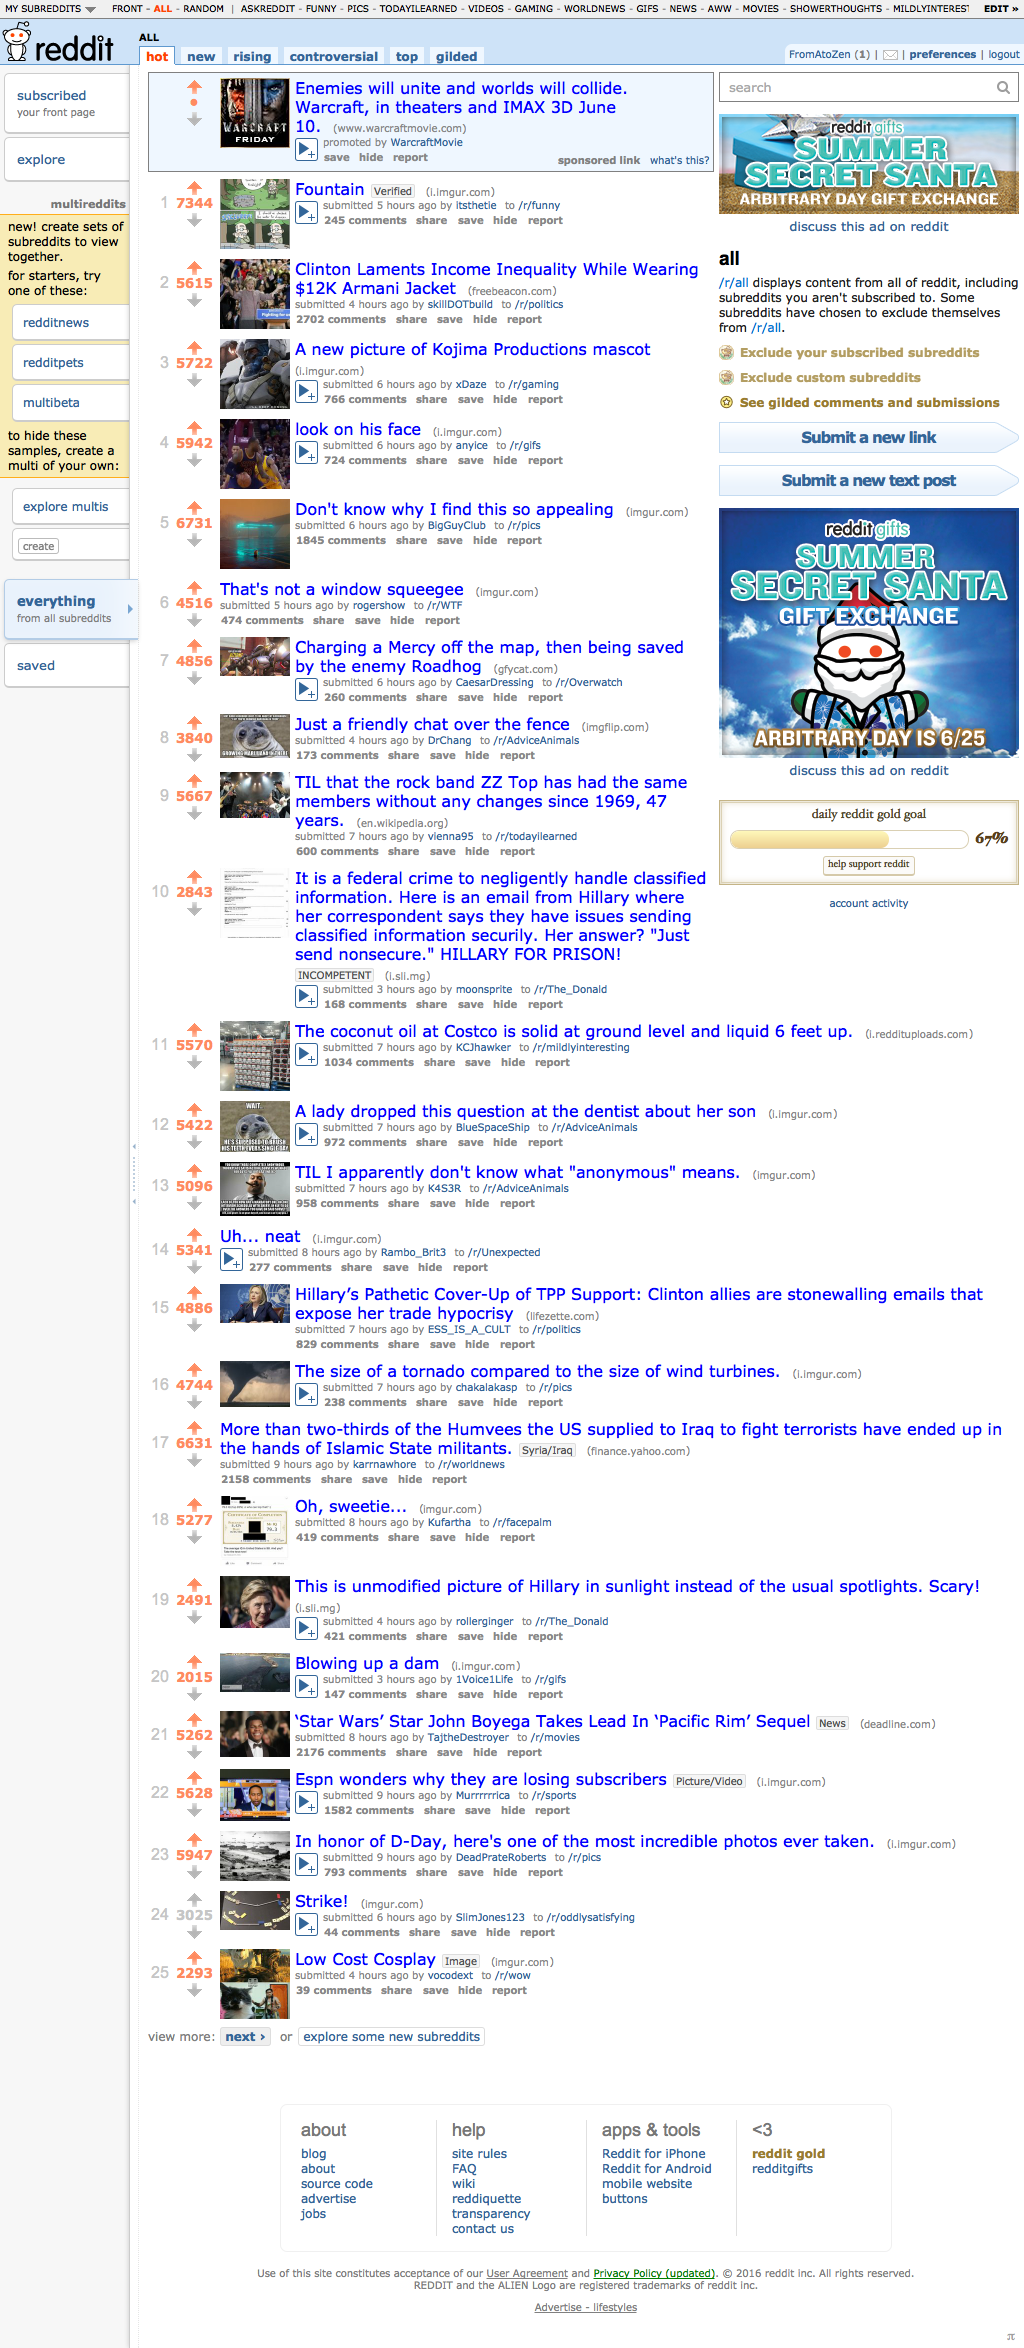 MY SUBREDDITS FRONT - ALL - RANDOM | ASKREDDIT - FUNNY - PICS - TODAYILEARNED - VIDEOS - GAMING - WORLDNEWS - GIFS - NEWS - AWW - MOVIES - SHOWERTHOUGHTS - MILDLYINTEREST EDIT »
reddit ALL
hot new rising controversial top gilded
FromAtoZen (1) | preferences | logout
subscribed
your front page
explore
multireddits
new! create sets of
subreddits to view
together.
for starters, try
one of these:
redditnews
redditpets
multibeta
to hide these
samples, create a
multi of your own:
explore multis
create
everything
from all subreddits
saved
WARCRAFT
FRIDAY
Enemies will unite and worlds will collide.
Warcraft, in theaters and IMAX 3D June
10. (www.warcraftmovie.com)
promoted by WarcraftMovie
save hide report
sponsored link what's this?
1 7344 Fountain Verified (i.imgur.com)
submitted 5 hours ago by itsthetie to /r/funny
245 comments share save hide report
2 5615 Clinton Laments Income Inequality While Wearing
$12K Armani Jacket (freebeacon.com)
submitted 4 hours ago by skillDOTbuild to /r/politics
2702 comments share save hide report
3 5722 A new picture of Kojima Productions mascot
(i.imgur.com)
submitted 6 hours ago by xDaze to /r/gaming
766 comments share save hide report
4 5942 look on his face (i.imgur.com)
submitted 6 hours ago by anyice to /r/gifs
724 comments share save hide report
5 6731 Don't know why I find this so appealing (imgur.com)
submitted 6 hours ago by BigGuyClub to /r/pics
1845 comments share save hide report
6 4516 That's not a window squeegee (imgur.com)
submitted 5 hours ago by rogershow to /r/WTF
474 comments share save hide report
7 4856 Charging a Mercy off the map, then being saved
by the enemy Roadhog (gfycat.com)
submitted 6 hours ago by CaesarDressing to /r/Overwatch
260 comments share save hide report
8 3840 Just a friendly chat over the fence (imgflip.com)
submitted 4 hours ago by DrChang to /r/AdviceAnimals
173 comments share save hide report
9 5667 TIL that the rock band ZZ Top has had the same
members without any changes since 1969, 47
years. (en.wikipedia.org)
submitted 7 hours ago by vienna95 to /r/todayilearned
600 comments share save hide report
10 2843 It is a federal crime to negligently handle classified
information. Here is an email from Hillary where
her correspondent says they have issues sending
classified information securily. Her answer? "Just
send nonsecure." HILLARY FOR PRISON!
INCOMPETENT (i.sli.mg)
submitted 3 hours ago by moonsprite to /r/The_Donald
168 comments share save hide report
11 5570 The coconut oil at Costco is solid at ground level and liquid 6 feet up. (i.reddituploads.com)
submitted 7 hours ago by KCJhawker to /r/mildlyinteresting
1034 comments share save hide report
WAIT
HE'S SUPPOSED TO BRUSH
HIS TEETH EVERY SINGLE DAY
12 5422 A lady dropped this question at the dentist about her son (i.imgur.com)
submitted 7 hours ago by BlueSpaceShip to /r/AdviceAnimals
972 comments share save hide report
13 5096 TIL I apparently don't know what "anonymous" means. (imgur.com)
submitted 7 hours ago by K4S3R to /r/AdviceAnimals
958 comments share save hide report
14 5341 Uh... neat (i.imgur.com)
submitted 8 hours ago by Rambo_Brit3 to /r/Unexpected
277 comments share save hide report
15 4886 Hillary’s Pathetic Cover-Up of TPP Support: Clinton allies are stonewalling emails that
expose her trade hypocrisy (lifezette.com)
submitted 7 hours ago by ESS_IS_A_CULT to /r/politics
829 comments share save hide report
16 4744 The size of a tornado compared to the size of wind turbines. (i.imgur.com)
submitted 7 hours ago by chakalakasp to /r/pics
238 comments share save hide report
17 6631 More than two-thirds of the Humvees the US supplied to Iraq to fight terrorists have ended up in
the hands of Islamic State militants. Syria/Iraq (finance.yahoo.com)
submitted 9 hours ago by karrnawhore to /r/worldnews
2158 comments share save hide report
18 5277 Oh, sweetie... (imgur.com)
submitted 8 hours ago by Kufartha to /r/facepalm
419 comments share save hide report
19 2491 This is unmodified picture of Hillary in sunlight instead of the usual spotlights. Scary!
(i.sli.mg)
submitted 4 hours ago by rollerginger to /r/The_Donald
421 comments share save hide report
20 2015 Blowing up a dam (i.imgur.com)
submitted 3 hours ago by 1Voice1Life to /r/gifs
147 comments share save hide report
21 5262 ‘Star Wars’ Star John Boyega Takes Lead In ‘Pacific Rim’ Sequel News (deadline.com)
submitted 8 hours ago by TajtheDestroyer to /r/movies
2176 comments share save hide report
22 5628 Espn wonders why they are losing subscribers Picture/Video (i.imgur.com)
submitted 9 hours ago by Murrrrrrica to /r/sports
1582 comments share save hide report
23 5947 In honor of D-Day, here's one of the most incredible photos ever taken. (i.imgur.com)
submitted 9 hours ago by DeadPrateRoberts to /r/pics
793 comments share save hide report
24 3025 Strike! (imgur.com)
submitted 6 hours ago by SlimJones123 to /r/oddlysatisfying
44 comments share save hide report
25 2293 Low Cost Cosplay Image (imgur.com)
submitted 4 hours ago by vocodext to /r/wow
39 comments share save hide report
view more: next › or explore some new subreddits
search
redditgifts
SUMMER
SECRET SANTA
ARBITRARY DAY GIFT EXCHANGE
discuss this ad on reddit
all
/r/all displays content from all of reddit, including
subreddits you aren't subscribed to. Some
subreddits have chosen to exclude themselves
from /r/all.
Exclude your subscribed subreddits
Exclude custom subreddits
See gilded comments and submissions
Submit a new link
Submit a new text post
redditgifts
SUMMER
SECRET SANTA
GIFT EXCHANGE
ARBITRARY DAY IS 6/25
discuss this ad on reddit
daily reddit gold goal
67%
help support reddit
account activity
about
blog
about
source code
advertise
jobs
help
site rules
FAQ
wiki
reddiquette
transparency
contact us
apps & tools
Reddit for iPhone
Reddit for Android
mobile website
buttons
<3
reddit gold
redditgifts
Use of this site constitutes acceptance of our User Agreement and Privacy Policy (updated). © 2016 reddit inc. All rights reserved.
REDDIT and the ALIEN Logo are registered trademarks of reddit inc.
Advertise - lifestyles
π